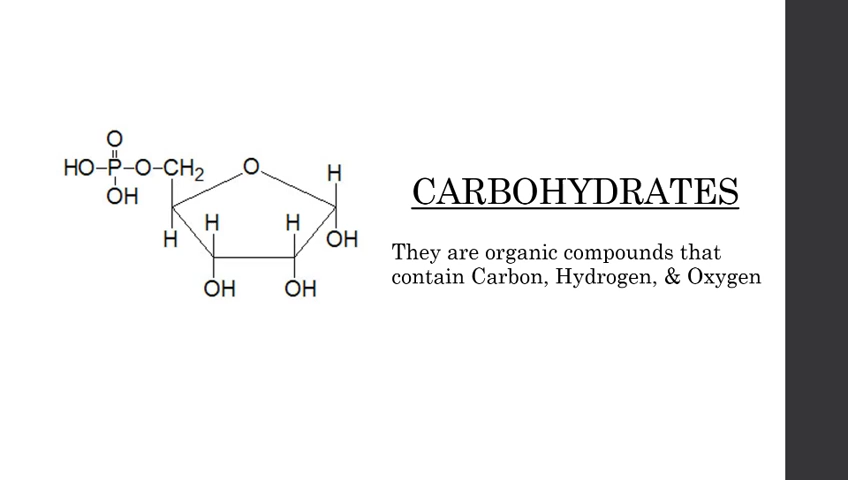 O
HO-P-O-CH2
O
H
OH
H
H
H
OH
OH
OH
CARBOHYDRATES
They are organic compounds that
contain Carbon, Hydrogen, & Oxygen